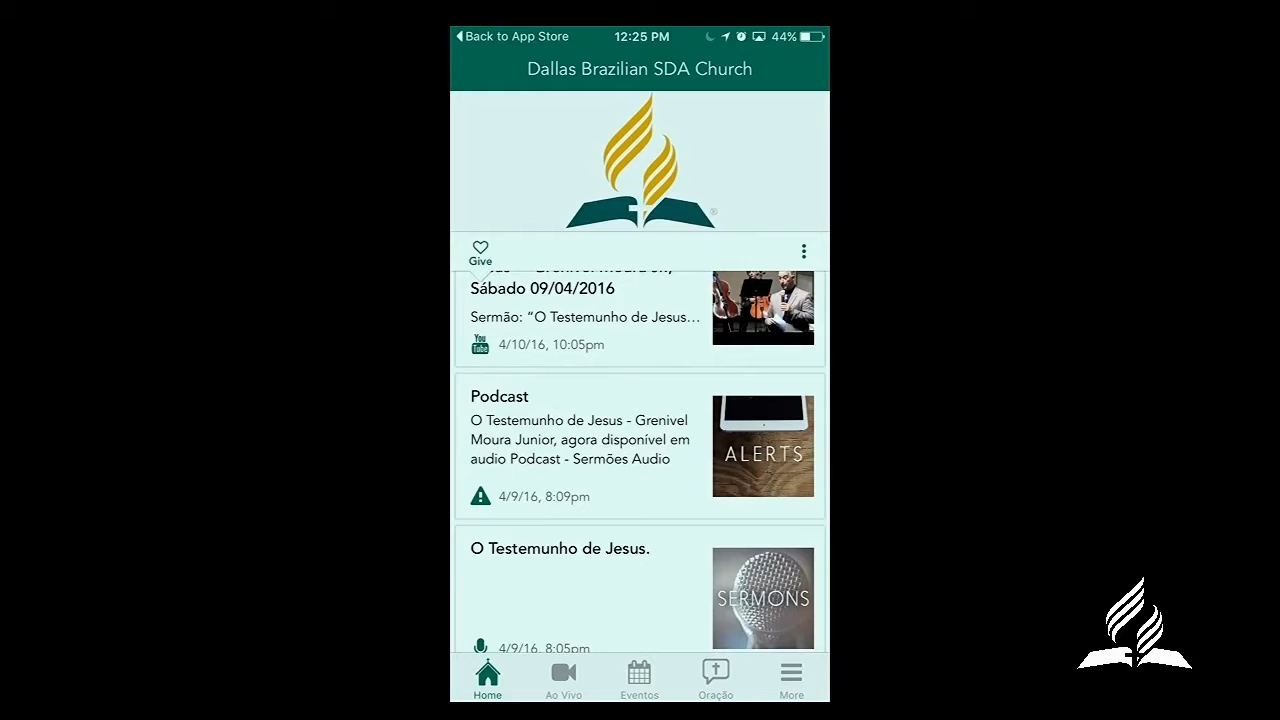 Back to App Store 12:25 PM 44%
Dallas Brazilian SDA Church
®
Give
Sábado 09/04/2016
Sermão: “O Testemunho de Jesus...
You Tube 4/10/16, 10:05pm
Podcast
O Testemunho de Jesus - Grenivel
Moura Junior, agora disponível em
audio Podcast - Sermões Audio
ALERTS
4/9/16, 8:09pm
O Testemunho de Jesus.
SERMONS
4/9/16, 8:05pm
Home Ao Vivo Eventos Oração More